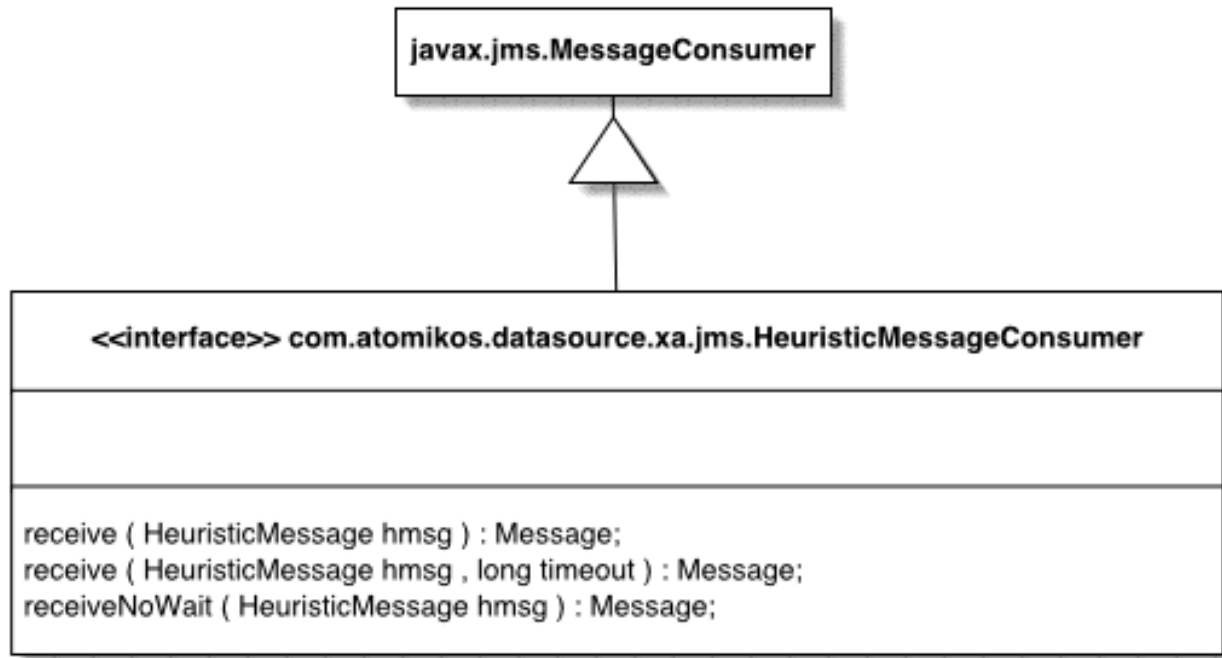 javax.jms.MessageConsumer
<<interface>> com.atomikos.datasource.xa.jms.HeuristicMessageConsumer
receive ( HeuristicMessage hmsg ) : Message;
receive ( HeuristicMessage hmsg , long timeout ) : Message;
receiveNoWait ( HeuristicMessage hmsg ) : Message;